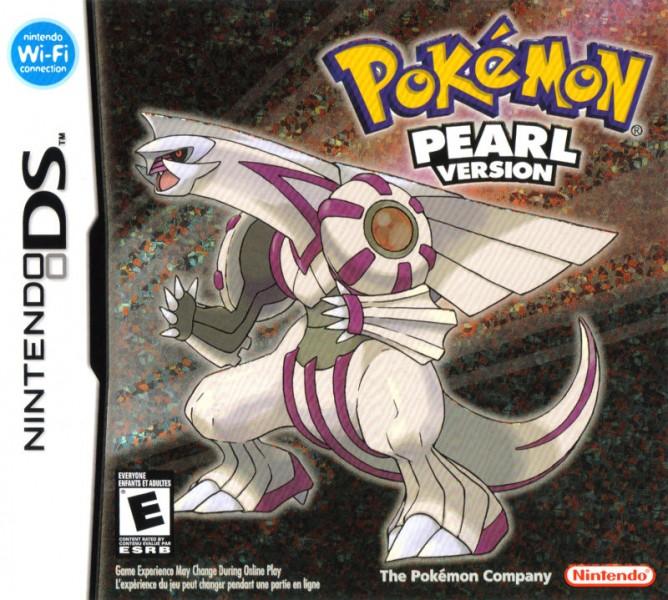 nintendo
Wi-Fi
connection
NINTENDO DS™
POKéMON®
PEARL
VERSION
EVERYONE
ENFANTS ET ADULTES
E
CONTENT RATED BY
CONTENU ÉVALUÉ PAR
ESRB
Game Experience May Change During Online Play
L'expérience du jeu peut changer pendant une partie en ligne
The Pokémon Company
Nintendo®